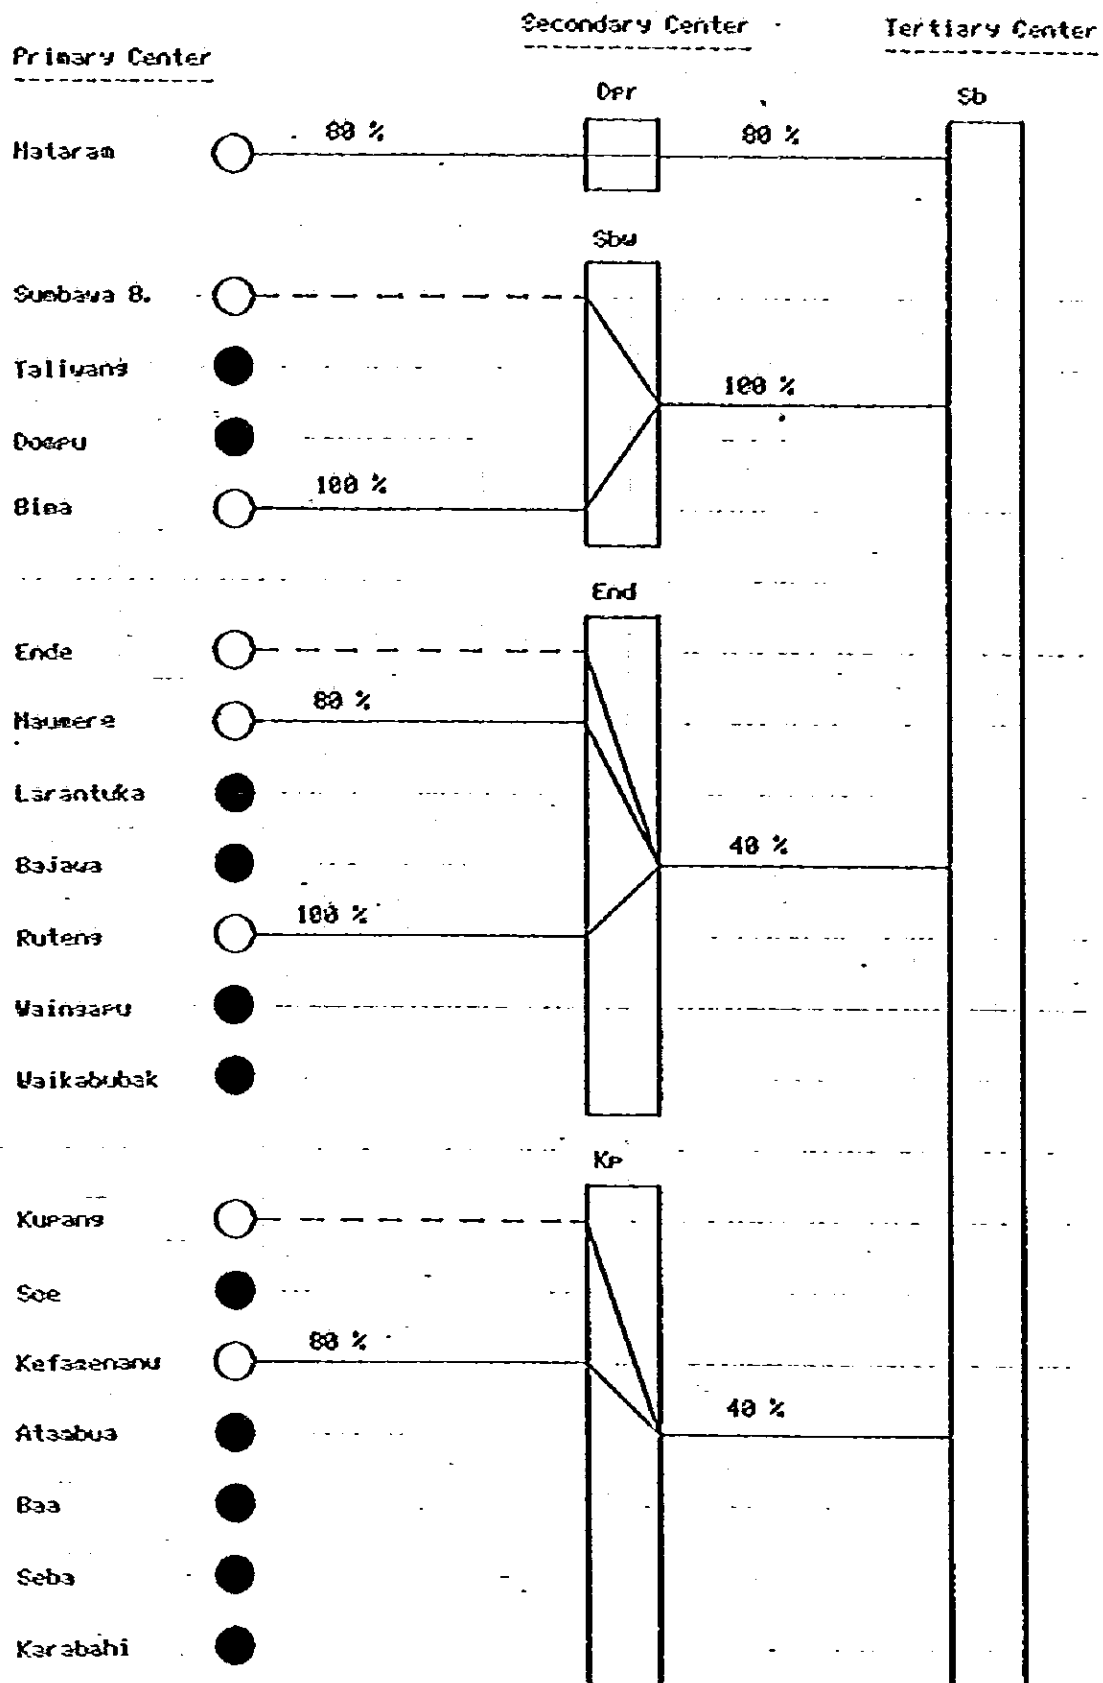 Secondary Center
Tertiary Center
Primary Center
Dpr
Sb
Mataram
80 %
80 %
Sbw
Sumbawa B.
Taliwang
100 %
Dompu
Bima
100 %
End
Ende
Maumere
80 %
Larantuka
Bajawa
40 %
Ruteng
100 %
Waingapu
Waikabubak
Kp
Kupang
Soe
Kefamenanu
80 %
Atambua
40 %
Baa
Seba
Karabahi